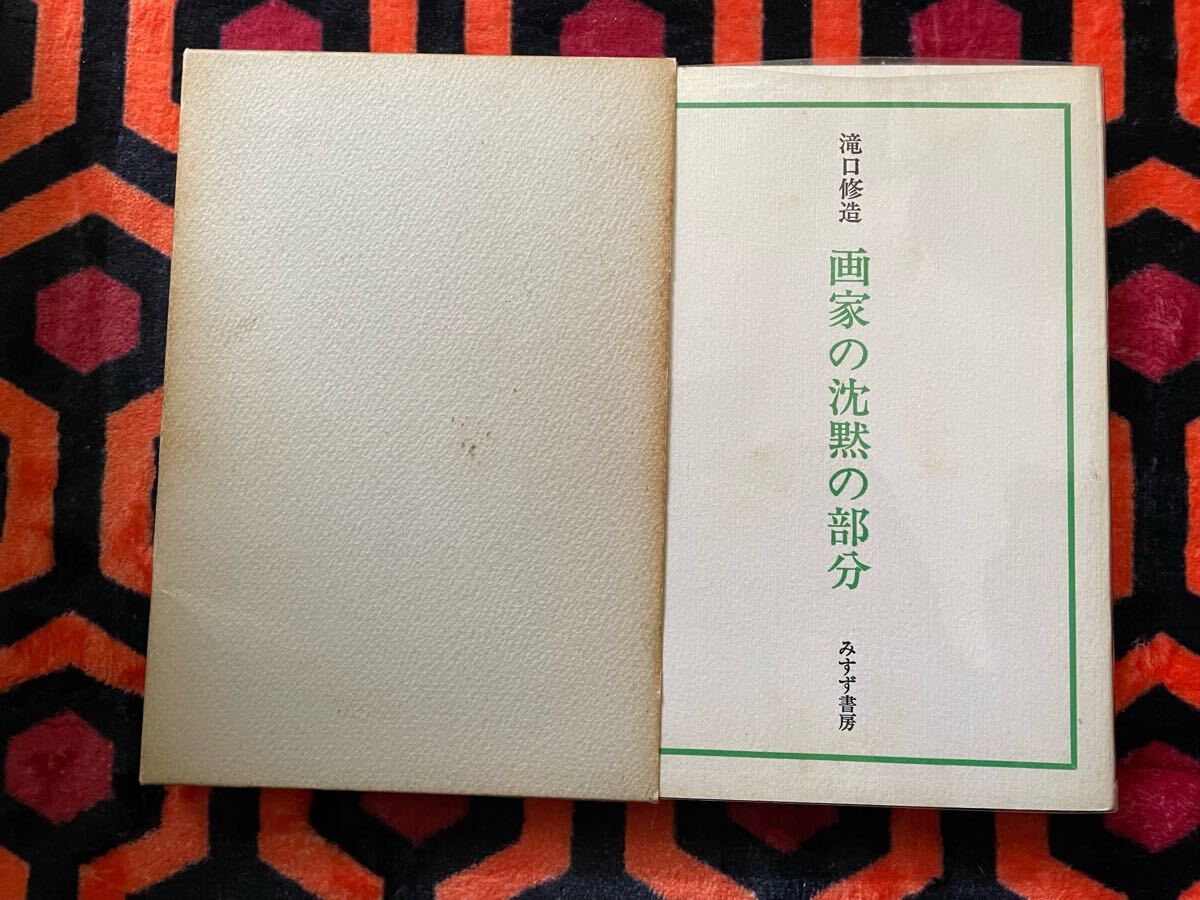 滝口修造
画家の沈黙の部分
みすず書房